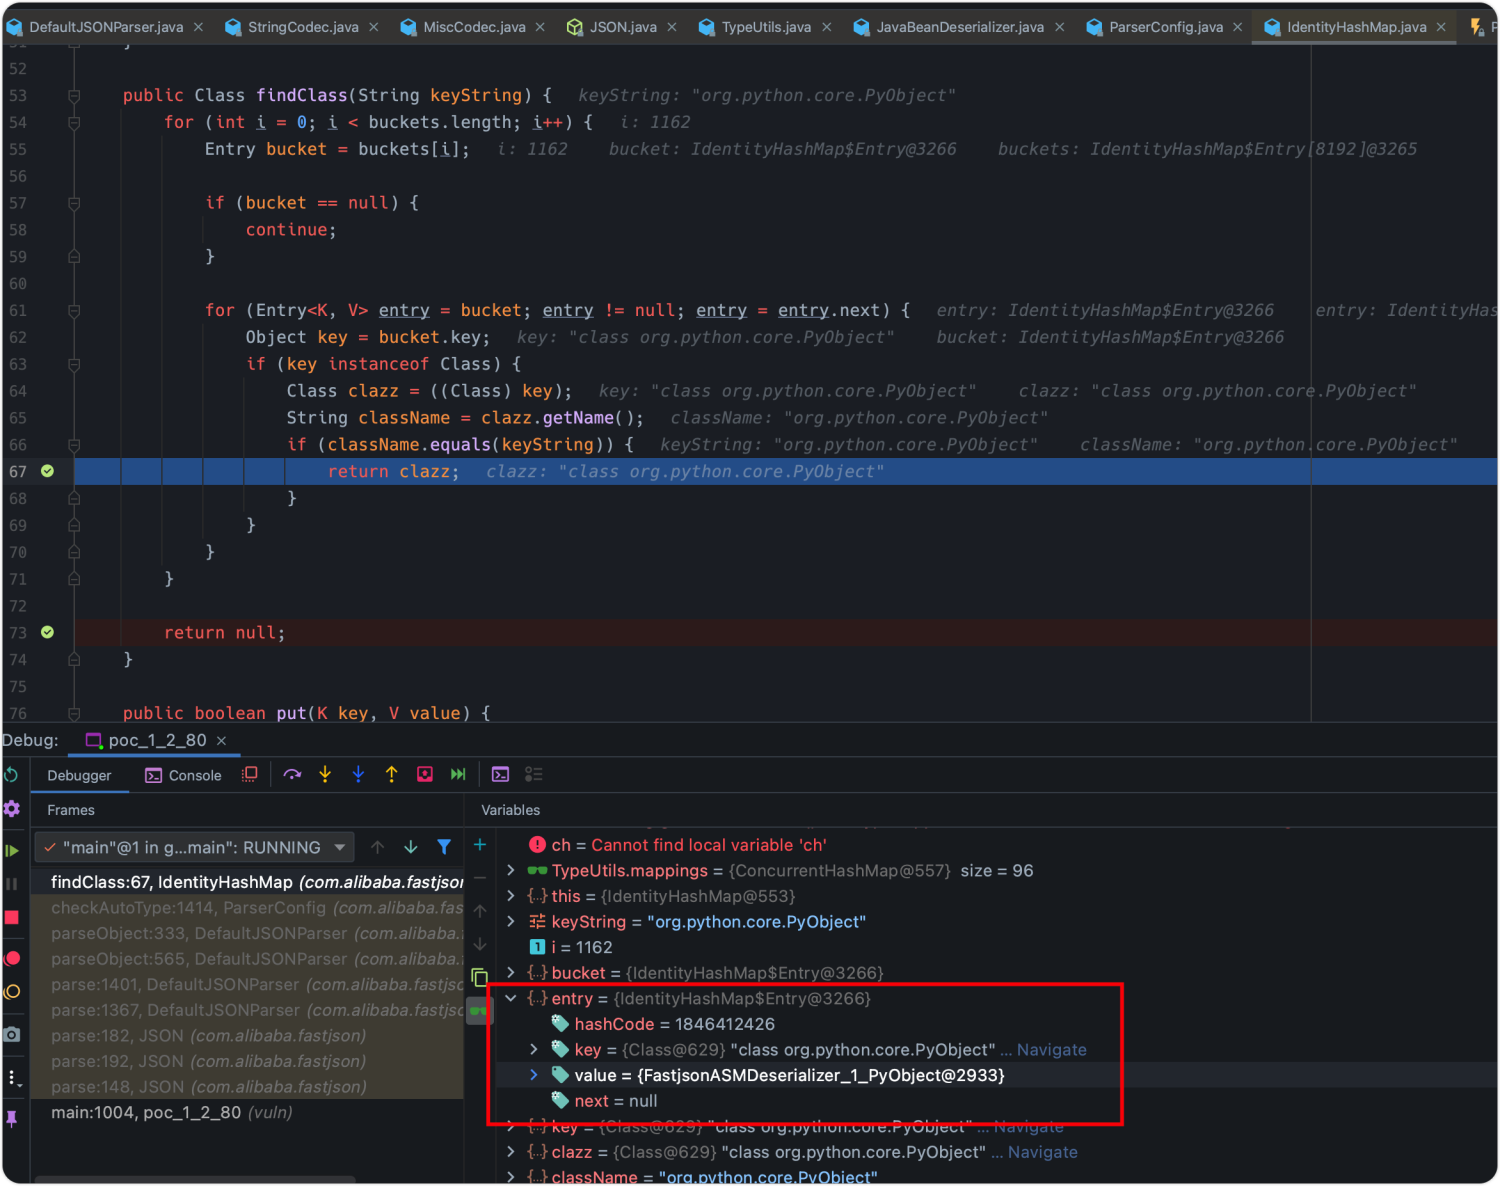 DefaultJSONParser.java × StringCodec.java × MiscCodec.java × JSON.java × TypeUtils.java × JavaBeanDeserializer.java × ParserConfig.java × IdentityHashMap.java ×
51 }
52
53 public Class findClass(String keyString) { keyString: "org.python.core.PyObject"
54 for (int i = 0; i < buckets.length; i++) { i: 1162
55 Entry bucket = buckets[i]; i: 1162 bucket: IdentityHashMap$Entry@3266 buckets: IdentityHashMap$Entry[8192]@3265
56
57 if (bucket == null) {
58 continue;
59 }
60
61 for (Entry<K, V> entry = bucket; entry != null; entry = entry.next) { entry: IdentityHashMap$Entry@3266 entry: IdentityHas
62 Object key = bucket.key; key: "class org.python.core.PyObject" bucket: IdentityHashMap$Entry@3266
63 if (key instanceof Class) {
64 Class clazz = ((Class) key); key: "class org.python.core.PyObject" clazz: "class org.python.core.PyObject"
65 String className = clazz.getName(); className: "org.python.core.PyObject"
66 if (className.equals(keyString)) { keyString: "org.python.core.PyObject" className: "org.python.core.PyObject"
67 return clazz; clazz: "class org.python.core.PyObject"
68 }
69 }
70 }
71 }
72
73 return null;
74 }
75
76 public boolean put(K key, V value) {
Debug: poc_1_2_80 ×
Debugger Console
Frames
Variables
"main"@1 in g...main": RUNNING
findClass:67, IdentityHashMap (com.alibaba.fastjson
checkAutoType:1414, ParserConfig (com.alibaba.fas
parseObject:333, DefaultJSONParser (com.alibaba.
parseObject:565, DefaultJSONParser (com.alibaba.
parse:1401, DefaultJSONParser (com.alibaba.fastjso
parse:1367, DefaultJSONParser (com.alibaba.fastjsc
parse:182, JSON (com.alibaba.fastjson)
parse:192, JSON (com.alibaba.fastjson)
parse:148, JSON (com.alibaba.fastjson)
main:1004, poc_1_2_80 (vuln)
ch = Cannot find local variable 'ch'
TypeUtils.mappings = {ConcurrentHashMap@557} size = 96
this = {IdentityHashMap@553}
keyString = "org.python.core.PyObject"
i = 1162
bucket = {IdentityHashMap$Entry@3266}
entry = {IdentityHashMap$Entry@3266}
hashCode = 1846412426
key = {Class@629} "class org.python.core.PyObject" ... Navigate
value = {FastjsonASMDeserializer_1_PyObject@2933}
next = null
key = {Class@629} "class org.python.core.PyObject" ... Navigate
clazz = {Class@629} "class org.python.core.PyObject" ... Navigate
className = "org.python.core.PyObject"